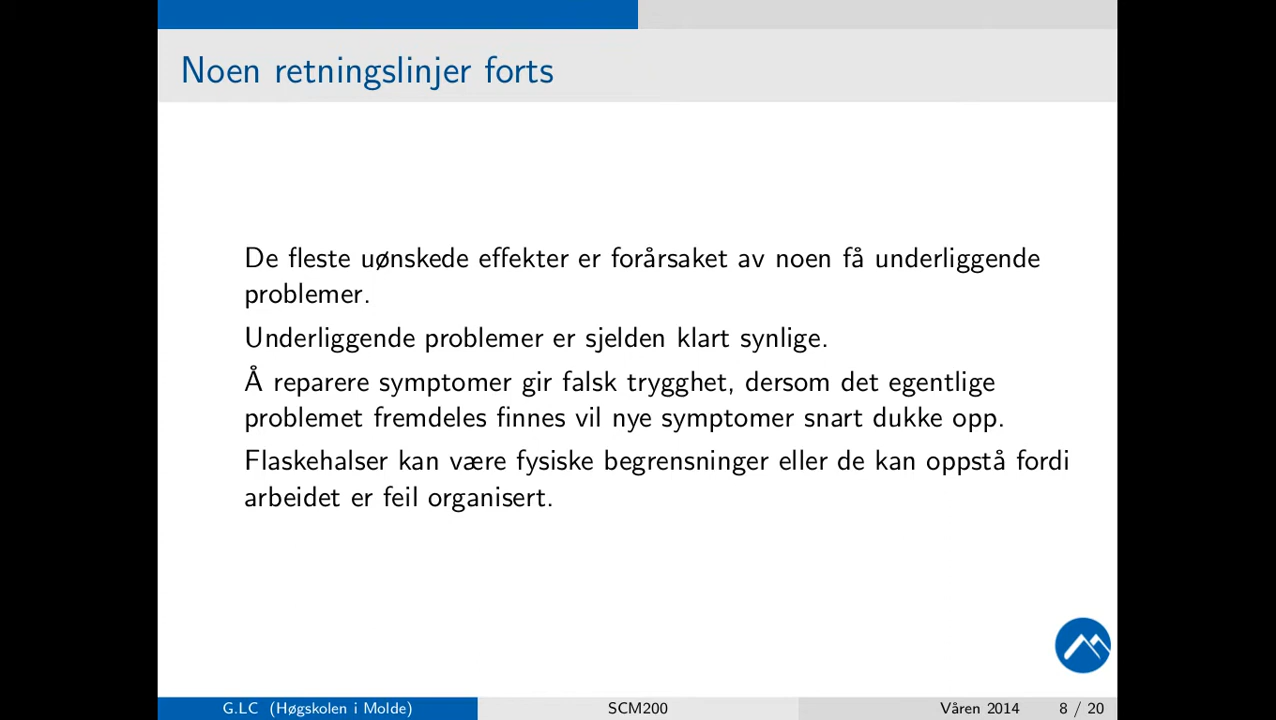 Noen retningslinjer forts
De fleste uønskede effekter er forårsaket av noen få underliggende
problemer.
Underliggende problemer er sjelden klart synlige.
Å reparere symptomer gir falsk trygghet, dersom det egentlige
problemet fremdeles finnes vil nye symptomer snart dukke opp.
Flaskehalser kan være fysiske begrensninger eller de kan oppstå fordi
arbeidet er feil organisert.
G.LC (Høgskolen i Molde) SCM200 Våren 2014 8 / 20